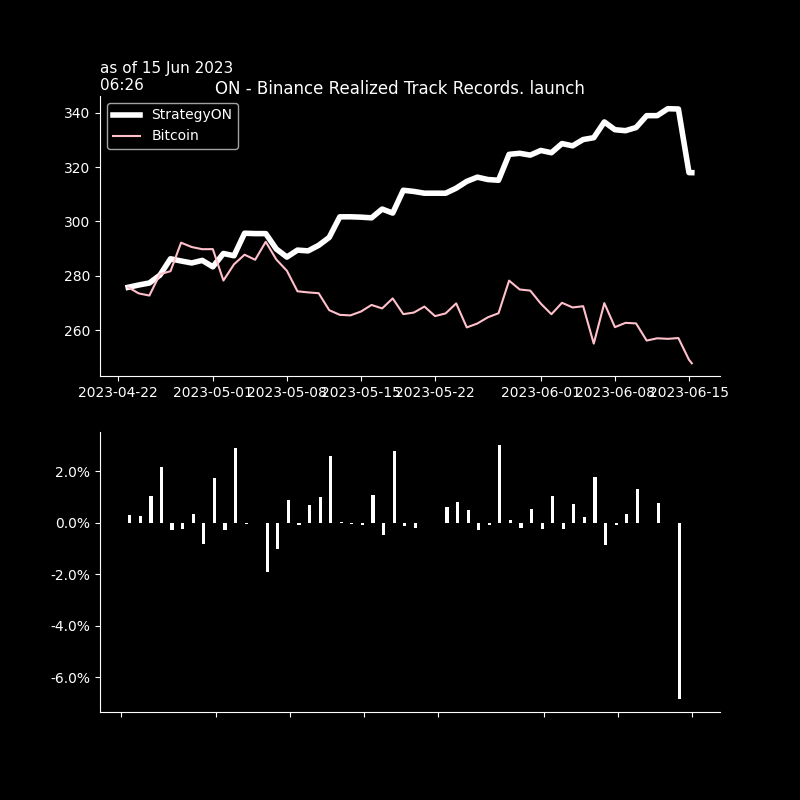 as of 15 Jun 2023
06:26
ON - Binance Realized Track Records. launch
StrategyON
Bitcoin
340
320
300
280
260
2023-04-22 2023-05-01 2023-05-08 2023-05-15 2023-05-22 2023-06-01 2023-06-08 2023-06-15
2.0%
0.0%
-2.0%
-4.0%
-6.0%